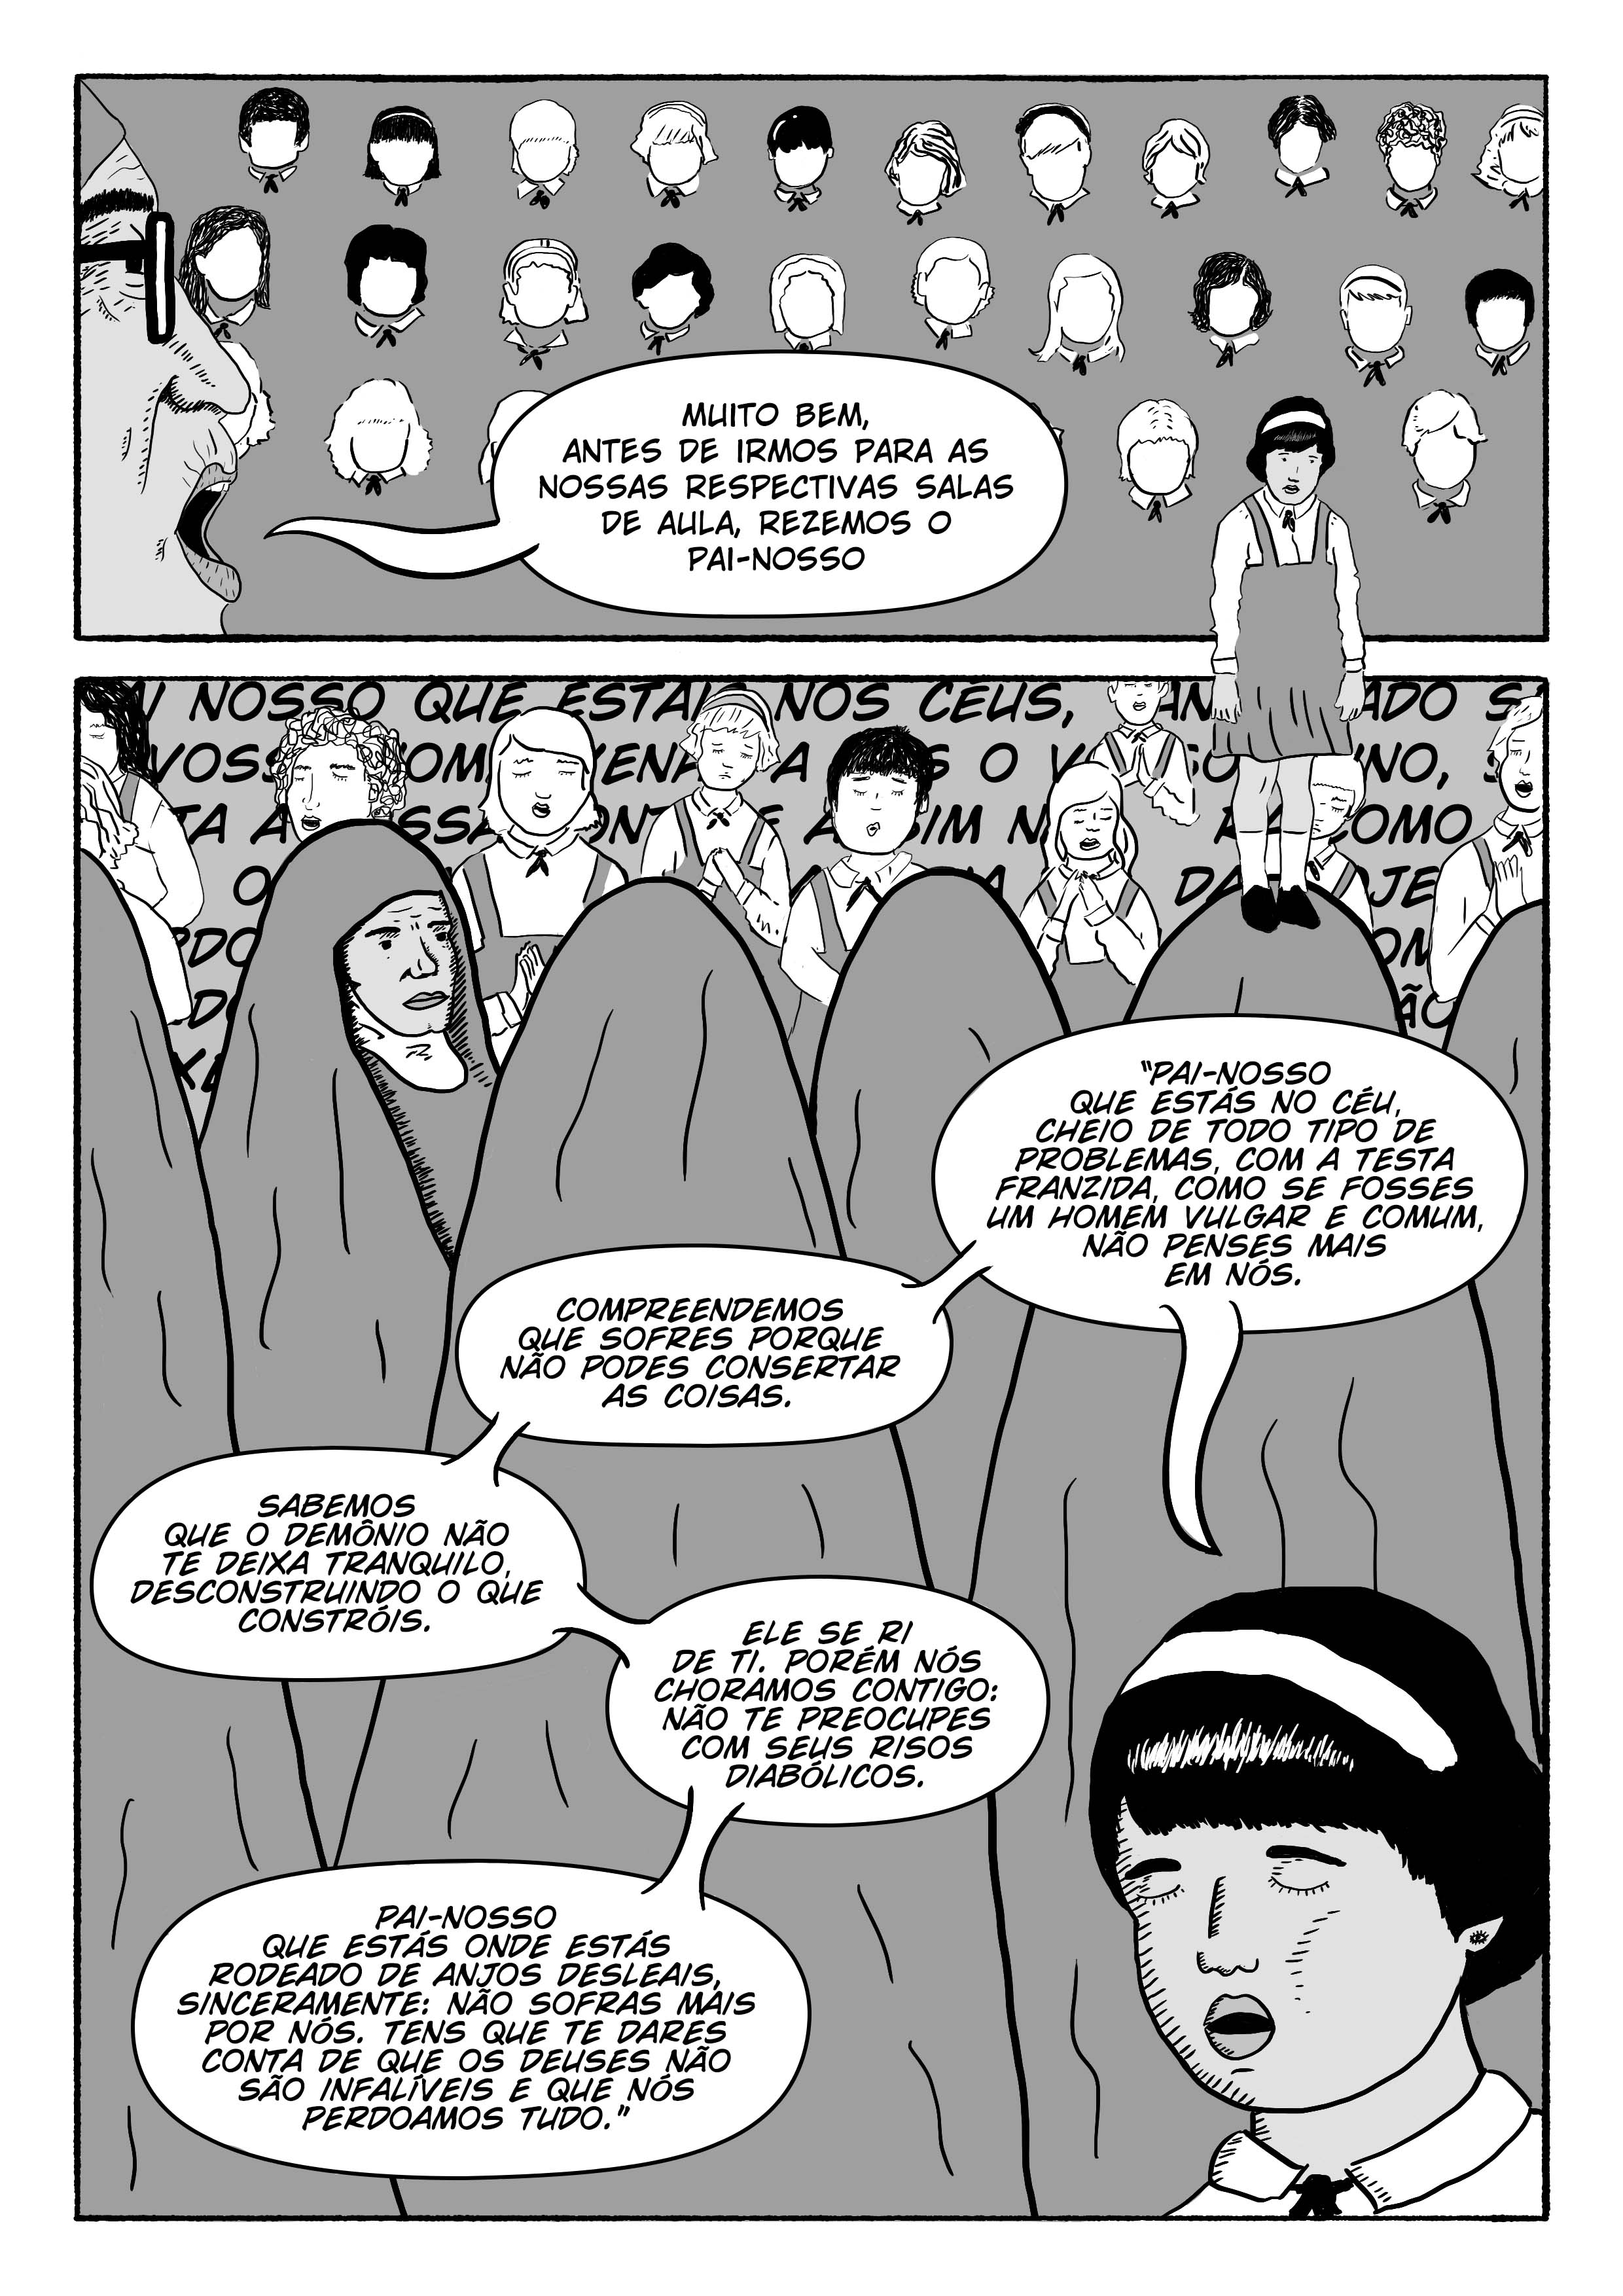 MUITO BEM,
ANTES DE IRMOS PARA AS
NOSSAS RESPECTIVAS SALAS
DE AULA, REZEMOS O
PAI-NOSSO
NOSSO QUE ESTAIS NOS CÉUS,
O
COMO
"PAI-NOSSO
QUE ESTÁS NO CÉU,
CHEIO DE TODO TIPO DE
PROBLEMAS, COM A TESTA
FRANZIDA, COMO SE FOSSES
UM HOMEM VULGAR E COMUM,
NÃO PENSES MAIS
EM NÓS.
COMPREENDEMOS
QUE SOFRES PORQUE
NÃO PODES CONSERTAR
AS COISAS.
SABEMOS
QUE O DEMÔNIO NÃO
TE DEIXA TRANQUILO,
DESCONSTRUINDO O QUE
CONSTRÓIS.
ELE SE RI
DE TI. PORÉM NÓS
CHORAMOS CONTIGO:
NÃO TE PREOCUPES
COM SEUS RISOS
DIABÓLICOS.
PAI-NOSSO
QUE ESTÁS ONDE ESTÁS
RODEADO DE ANJOS DESLEAIS,
SINCERAMENTE: NÃO SOFRAS MAIS
POR NÓS. TENS QUE TE DARES
CONTA DE QUE OS DEUSES NÃO
SÃO INFALÍVEIS E QUE NÓS
PERDOAMOS TUDO."